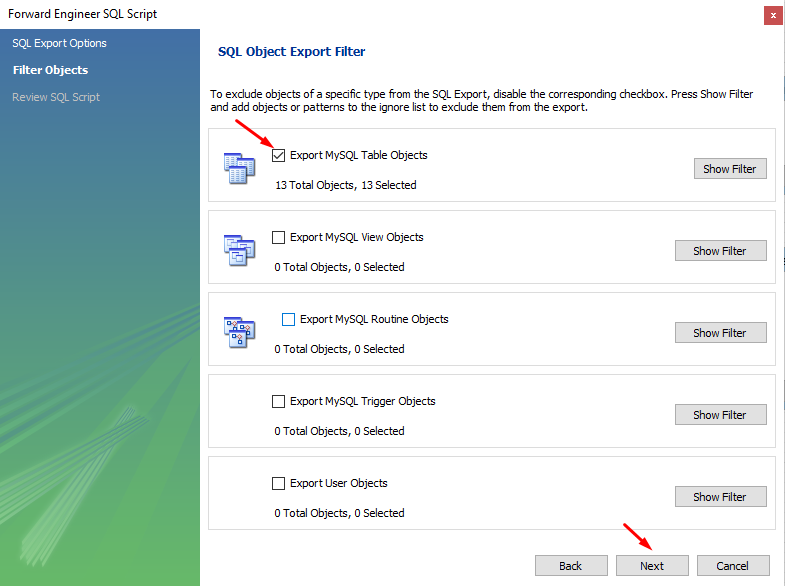 Forward Engineer SQL Script
x
SQL Export Options
Filter Objects
Review SQL Script
SQL Object Export Filter
To exclude objects of a specific type from the SQL Export, disable the corresponding checkbox. Press Show Filter
and add objects or patterns to the ignore list to exclude them from the export.
Export MySQL Table Objects
13 Total Objects, 13 Selected
Show Filter
Export MySQL View Objects
0 Total Objects, 0 Selected
Show Filter
Export MySQL Routine Objects
0 Total Objects, 0 Selected
Show Filter
Export MySQL Trigger Objects
0 Total Objects, 0 Selected
Show Filter
Export User Objects
0 Total Objects, 0 Selected
Show Filter
Back
Next
Cancel